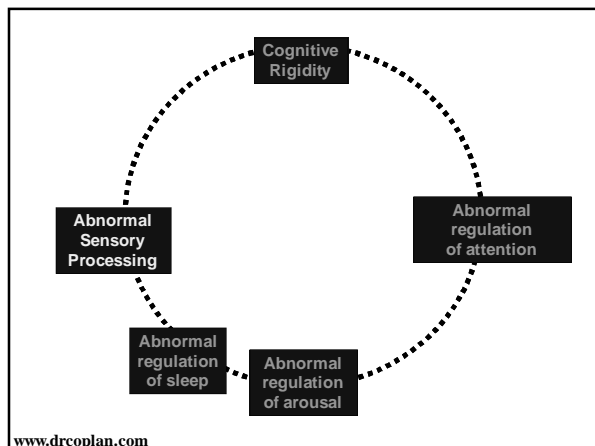 Cognitive
Rigidity
Abnormal
regulation
of attention
Abnormal
Sensory
Processing
Abnormal
regulation
of sleep
Abnormal
regulation
of arousal
www.drcoplan.com